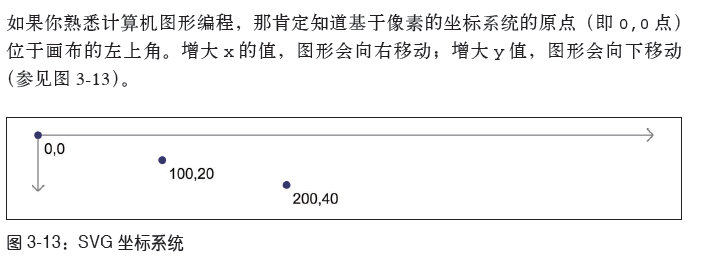 如果你熟悉计算机图形编程，那肯定知道基于像素的坐标系统的原点（即 0,0 点）
位于画布的左上角。增大 x 的值，图形会向右移动；增大 y 值，图形会向下移动
（参见图 3-13）。
0,0
100,20
200,40
图 3-13：SVG 坐标系统